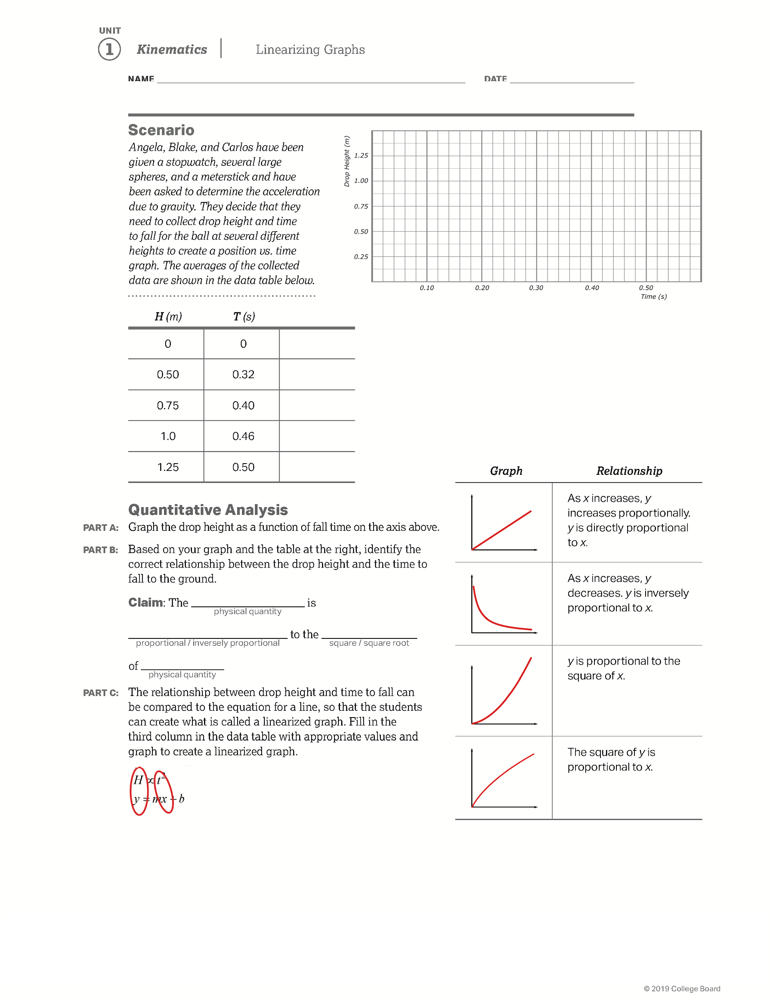 UNIT
1 Kinematics Linearizing Graphs
NAME DATE
Scenario
Angela, Blake, and Carlos have been
given a stopwatch, several large
spheres, and a meterstick and have
been asked to determine the acceleration
due to gravity. They decide that they
need to collect drop height and time
to fall for the ball at several different
heights to create a position vs. time
graph. The averages of the collected
data are shown in the data table below.
Drop Height (m)
1.25
1.00
0.75
0.50
0.25
0.10 0.20 0.30 0.40 0.50
Time (s)
H (m) T (s)
0 0
0.50 0.32
0.75 0.40
1.0 0.46
1.25 0.50
Quantitative Analysis
PART A: Graph the drop height as a function of fall time on the axis above.
PART B: Based on your graph and the table at the right, identify the
correct relationship between the drop height and the time to
fall to the ground.
Claim: The is
physical quantity
to the
proportional / inversely proportional square / square root
of
physical quantity
PART C: The relationship between drop height and time to fall can
be compared to the equation for a line, so that the students
can create what is called a linearized graph. Fill in the
third column in the data table with appropriate values and
graph to create a linearized graph.
H ∝ t²
y = mx + b
Graph Relationship
As x increases, y
increases proportionally.
y is directly proportional
to x.
As x increases, y
decreases. y is inversely
proportional to x.
y is proportional to the
square of x.
The square of y is
proportional to x.
© 2019 College Board